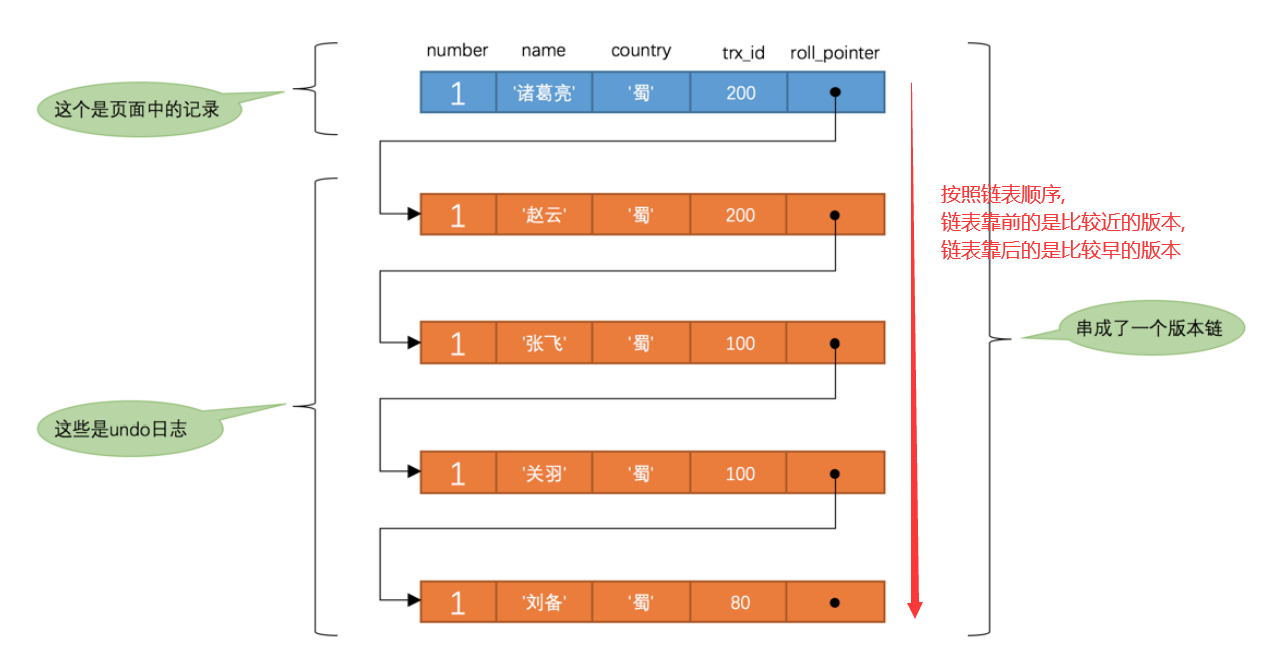 number name country trx_id roll_pointer
1 '诸葛亮' '蜀' 200
这个是页面中的记录
1 '赵云' '蜀' 200
按照链表顺序,
链表靠前的是比较近的版本,
链表靠后的是比较早的版本
1 '张飞' '蜀' 100
串成了一个版本链
这些是undo日志
1 '关羽' '蜀' 100
1 '刘备' '蜀' 80